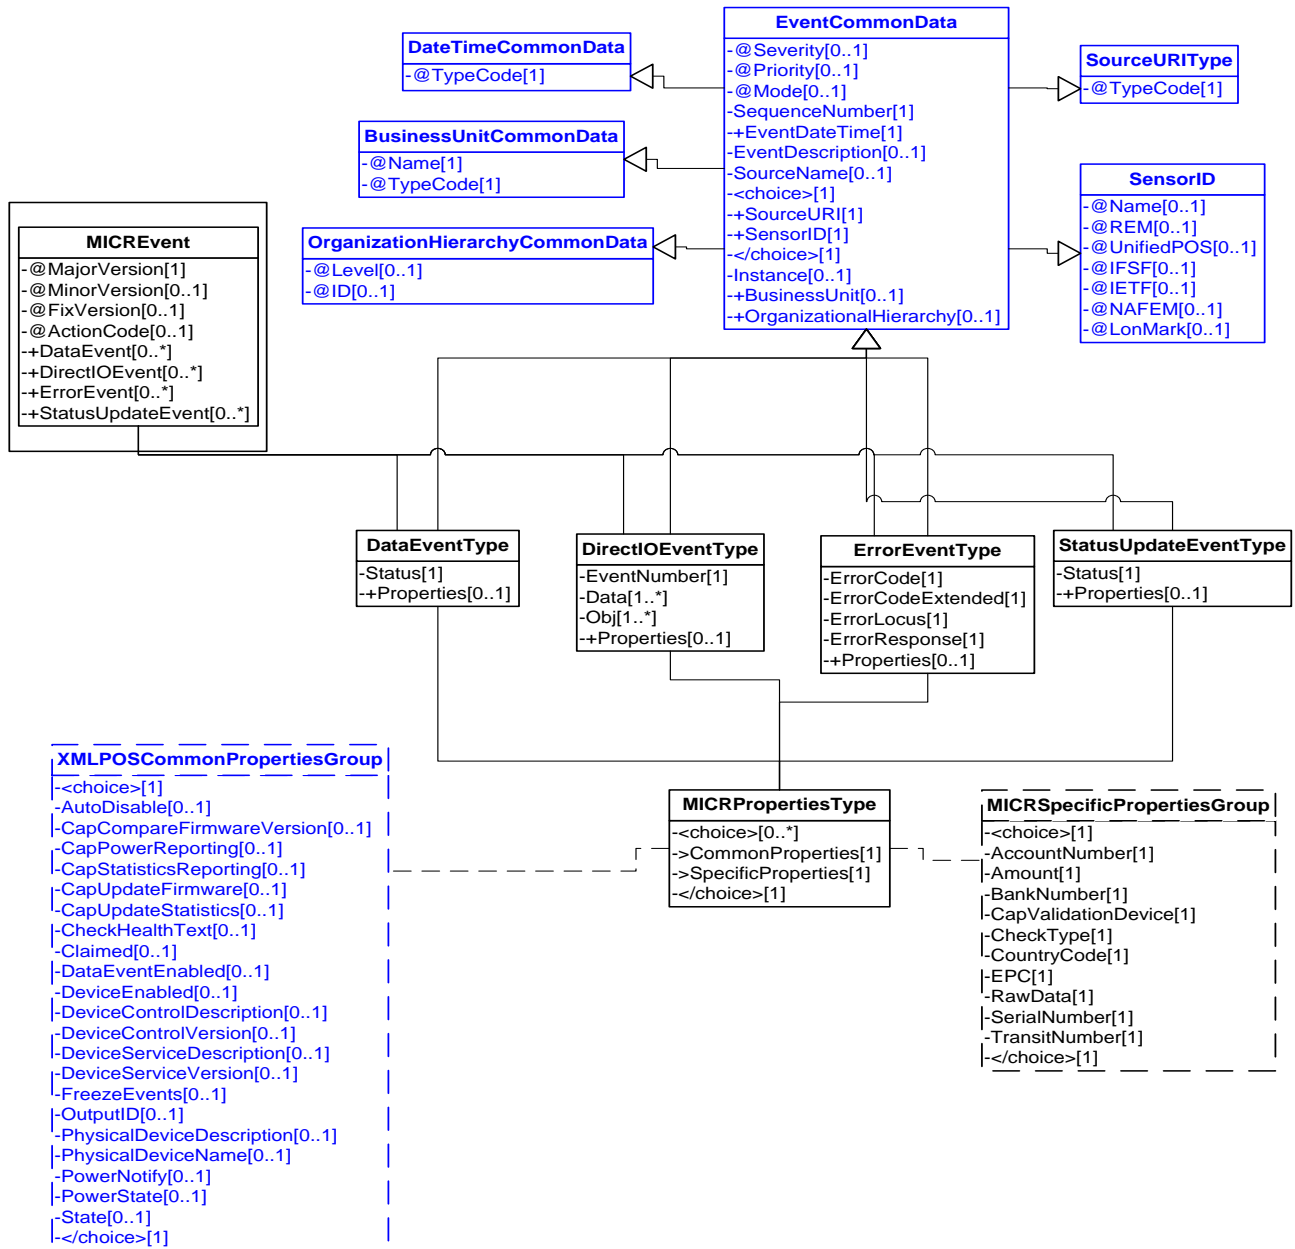 EventCommonData
-@Severity[0..1]
-@Priority[0..1]
-@Mode[0..1]
-SequenceNumber[1]
-+EventDateTime[1]
-EventDescription[0..1]
-SourceName[0..1]
-<choice>[1]
-+SourceURI[1]
-+SensorID[1]
-</choice>[1]
-Instance[0..1]
-+BusinessUnit[0..1]
-+OrganizationalHierarchy[0..1]
DateTimeCommonData
-@TypeCode[1]
SourceURIType
-@TypeCode[1]
BusinessUnitCommonData
-@Name[1]
-@TypeCode[1]
SensorID
-@Name[0..1]
-@REM[0..1]
-@UnifiedPOS[0..1]
-@IFSF[0..1]
-@IETF[0..1]
-@NAFEM[0..1]
-@LonMark[0..1]
OrganizationHierarchyCommonData
-@Level[0..1]
-@ID[0..1]
MICREvent
-@MajorVersion[1]
-@MinorVersion[0..1]
-@FixVersion[0..1]
-@ActionCode[0..1]
-+DataEvent[0..*]
-+DirectIOEvent[0..*]
-+ErrorEvent[0..*]
-+StatusUpdateEvent[0..*]
DataEventType
-Status[1]
-+Properties[0..1]
DirectIOEventType
-EventNumber[1]
-Data[1..*]
-Obj[1..*]
-+Properties[0..1]
ErrorEventType
-ErrorCode[1]
-ErrorCodeExtended[1]
-ErrorLocus[1]
-ErrorResponse[1]
-+Properties[0..1]
StatusUpdateEventType
-Status[1]
-+Properties[0..1]
XMLPOSCommonPropertiesGroup
-<choice>[1]
-AutoDisable[0..1]
-CapCompareFirmwareVersion[0..1]
-CapPowerReporting[0..1]
-CapStatisticsReporting[0..1]
-CapUpdateFirmware[0..1]
-CapUpdateStatistics[0..1]
-CheckHealthText[0..1]
-Claimed[0..1]
-DataEventEnabled[0..1]
-DeviceEnabled[0..1]
-DeviceControlDescription[0..1]
-DeviceControlVersion[0..1]
-DeviceServiceDescription[0..1]
-DeviceServiceVersion[0..1]
-FreezeEvents[0..1]
-OutputID[0..1]
-PhysicalDeviceDescription[0..1]
-PhysicalDeviceName[0..1]
-PowerNotify[0..1]
-PowerState[0..1]
-State[0..1]
-</choice>[1]
MICRPropertiesType
-<choice>[0..*]
->CommonProperties[1]
->SpecificProperties[1]
-</choice>[1]
MICRSpecificPropertiesGroup
-<choice>[1]
-AccountNumber[1]
-Amount[1]
-BankNumber[1]
-CapValidationDevice[1]
-CheckType[1]
-CountryCode[1]
-EPC[1]
-RawData[1]
-SerialNumber[1]
-TransitNumber[1]
-</choice>[1]